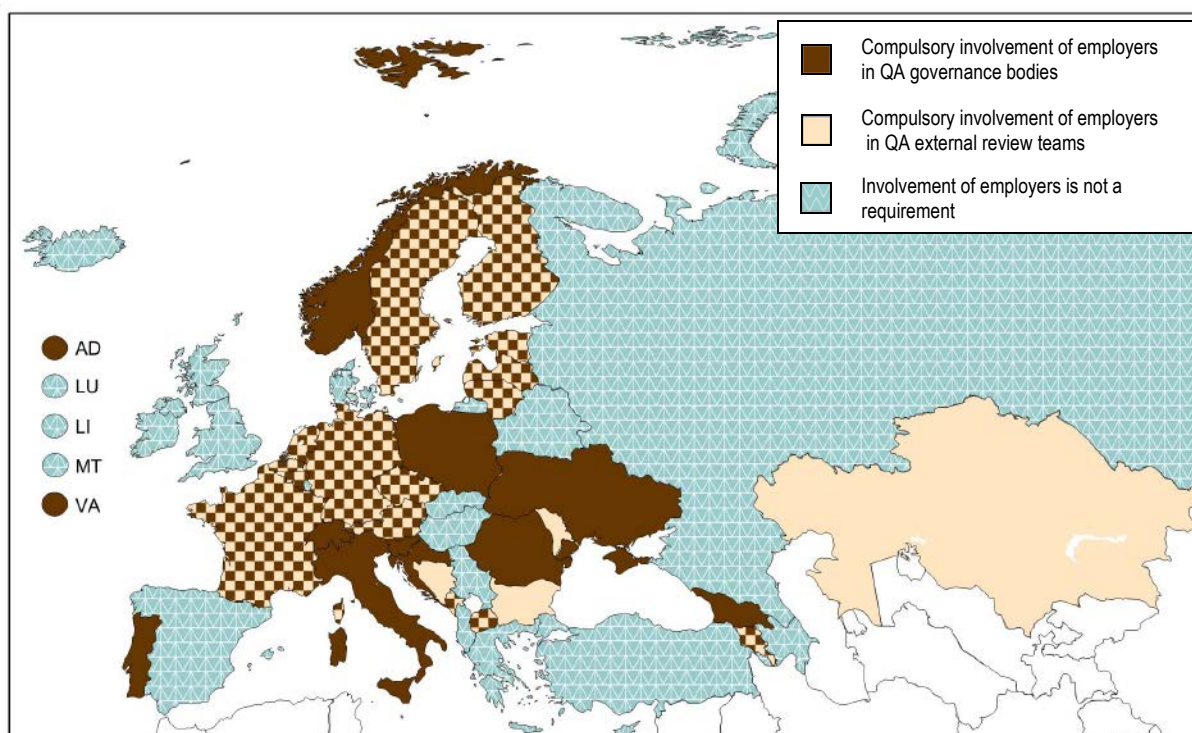 Compulsory involvement of employers
in QA governance bodies
Compulsory involvement of employers
in QA external review teams
Involvement of employers is not a
requirement
AD
LU
LI
MT
VA